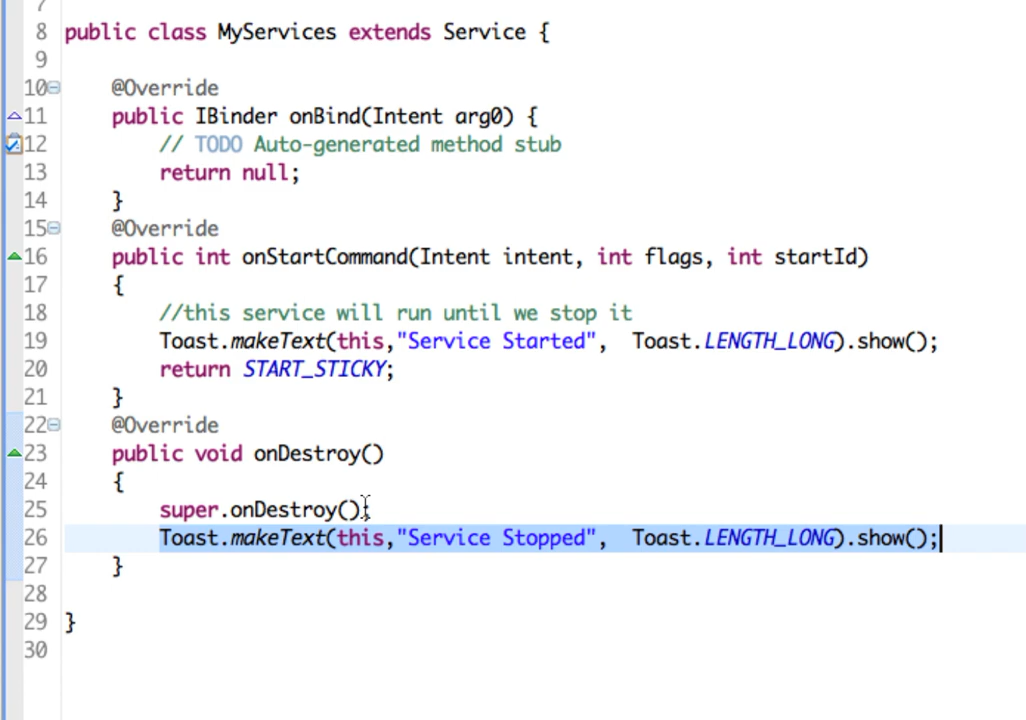 7
8 public class MyServices extends Service {
9
10 @Override
11 public IBinder onBind(Intent arg0) {
12 // TODO Auto-generated method stub
13 return null;
14 }
15 @Override
16 public int onStartCommand(Intent intent, int flags, int startId)
17 {
18 //this service will run until we stop it
19 Toast.makeText(this,"Service Started",  Toast.LENGTH_LONG).show();
20 return START_STICKY;
21 }
22 @Override
23 public void onDestroy()
24 {
25 super.onDestroy();
26 Toast.makeText(this,"Service Stopped",  Toast.LENGTH_LONG).show();
27 }
28
29 }
30